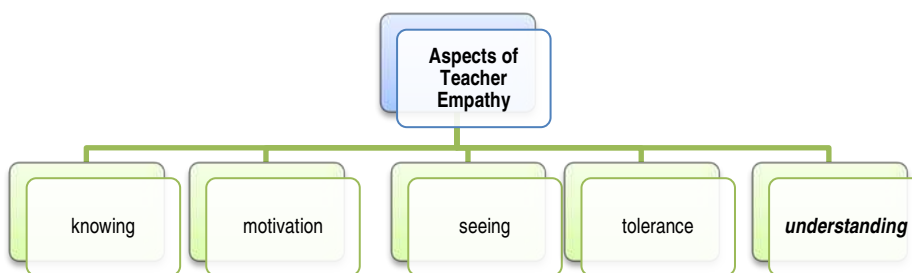 Aspects of
Teacher
Empathy
knowing
motivation
seeing
tolerance
understanding